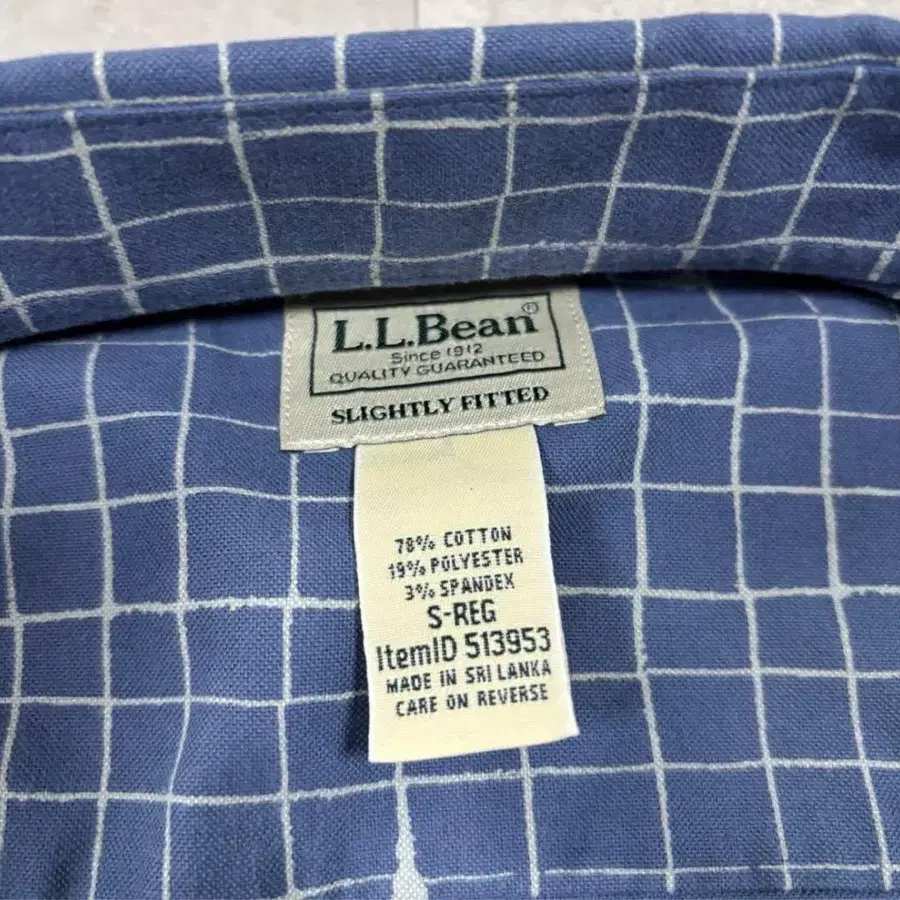 L.L.Bean®
Since 1912
QUALITY GUARANTEED
SLIGHTLY FITTED
78% COTTON
19% POLYESTER
3% SPANDEX
S-REG
ItemID 513953
MADE IN SRI LANKA
CARE ON REVERSE